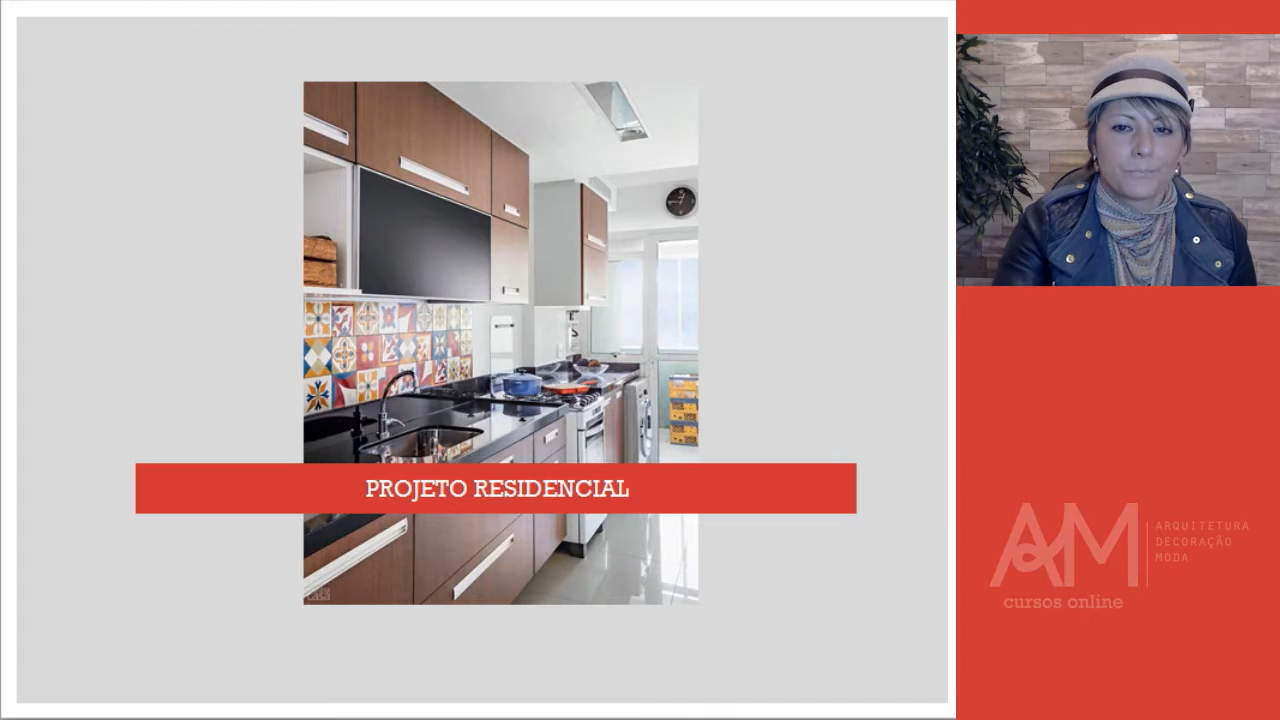 PROJETO RESIDENCIAL
AM
ARQUITETURA
DECORAÇÃO
MODA
cursos online